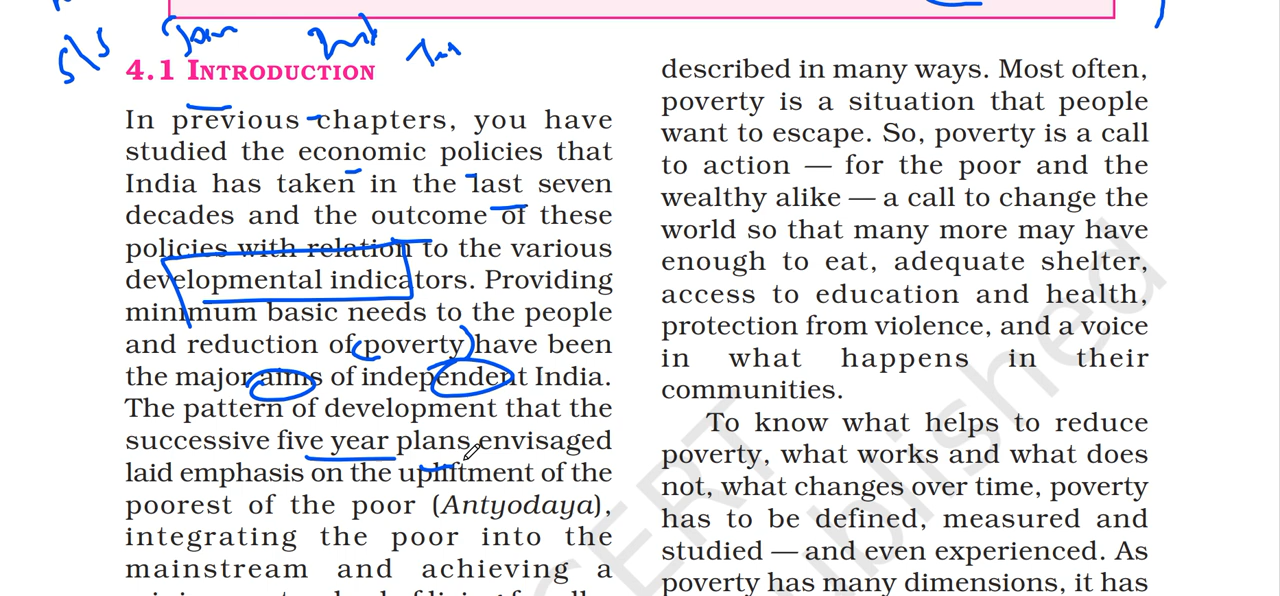 4.1 INTRODUCTION
In previous chapters, you have
studied the economic policies that
India has taken in the last seven
decades and the outcome of these
policies with relation to the various
developmental indicators. Providing
minimum basic needs to the people
and reduction of poverty have been
the major aims of independent India.
The pattern of development that the
successive five year plans envisaged
laid emphasis on the upliftment of the
poorest of the poor (Antyodaya),
integrating the poor into the
mainstream and achieving a
described in many ways. Most often,
poverty is a situation that people
want to escape. So, poverty is a call
to action — for the poor and the
wealthy alike — a call to change the
world so that many more may have
enough to eat, adequate shelter,
access to education and health,
protection from violence, and a voice
in what happens in their
communities.
To know what helps to reduce
poverty, what works and what does
not, what changes over time, poverty
has to be defined, measured and
studied — and even experienced. As
poverty has many dimensions, it has